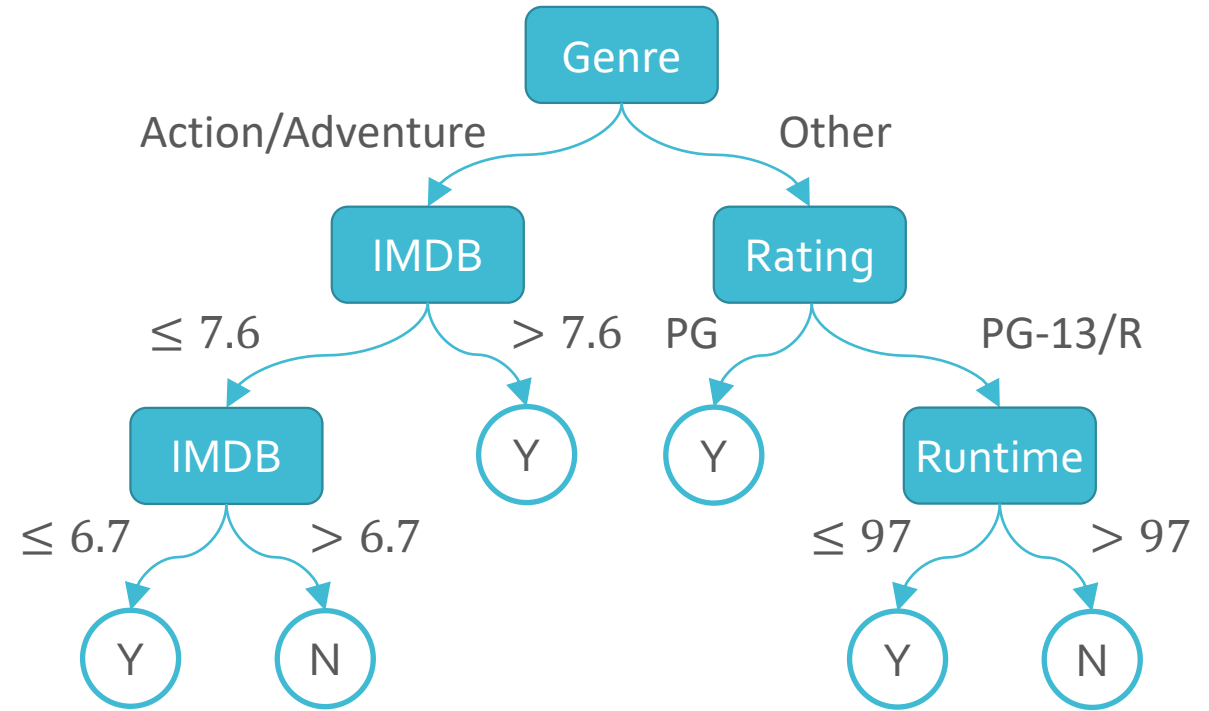 Genre
Action/Adventure
Other
IMDB
Rating
≤ 7.6
> 7.6
PG
PG-13/R
IMDB
Y
Y
Runtime
≤ 6.7
> 6.7
≤ 97
> 97
Y
N
Y
N